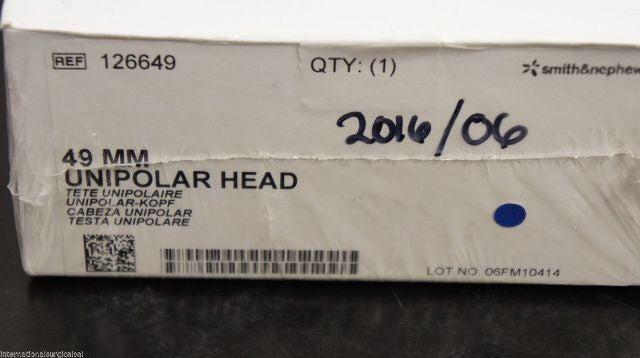 REF 126649 QTY: (1) smith&nephew
2016/06
49 MM
UNIPOLAR HEAD
TETE UNIPOLAIRE
UNIPOLAR-KOPF
CABEZA UNIPOLAR
TESTA UNIPOLARE
LOT NO. 06FM10414
internationalsurgicalpal